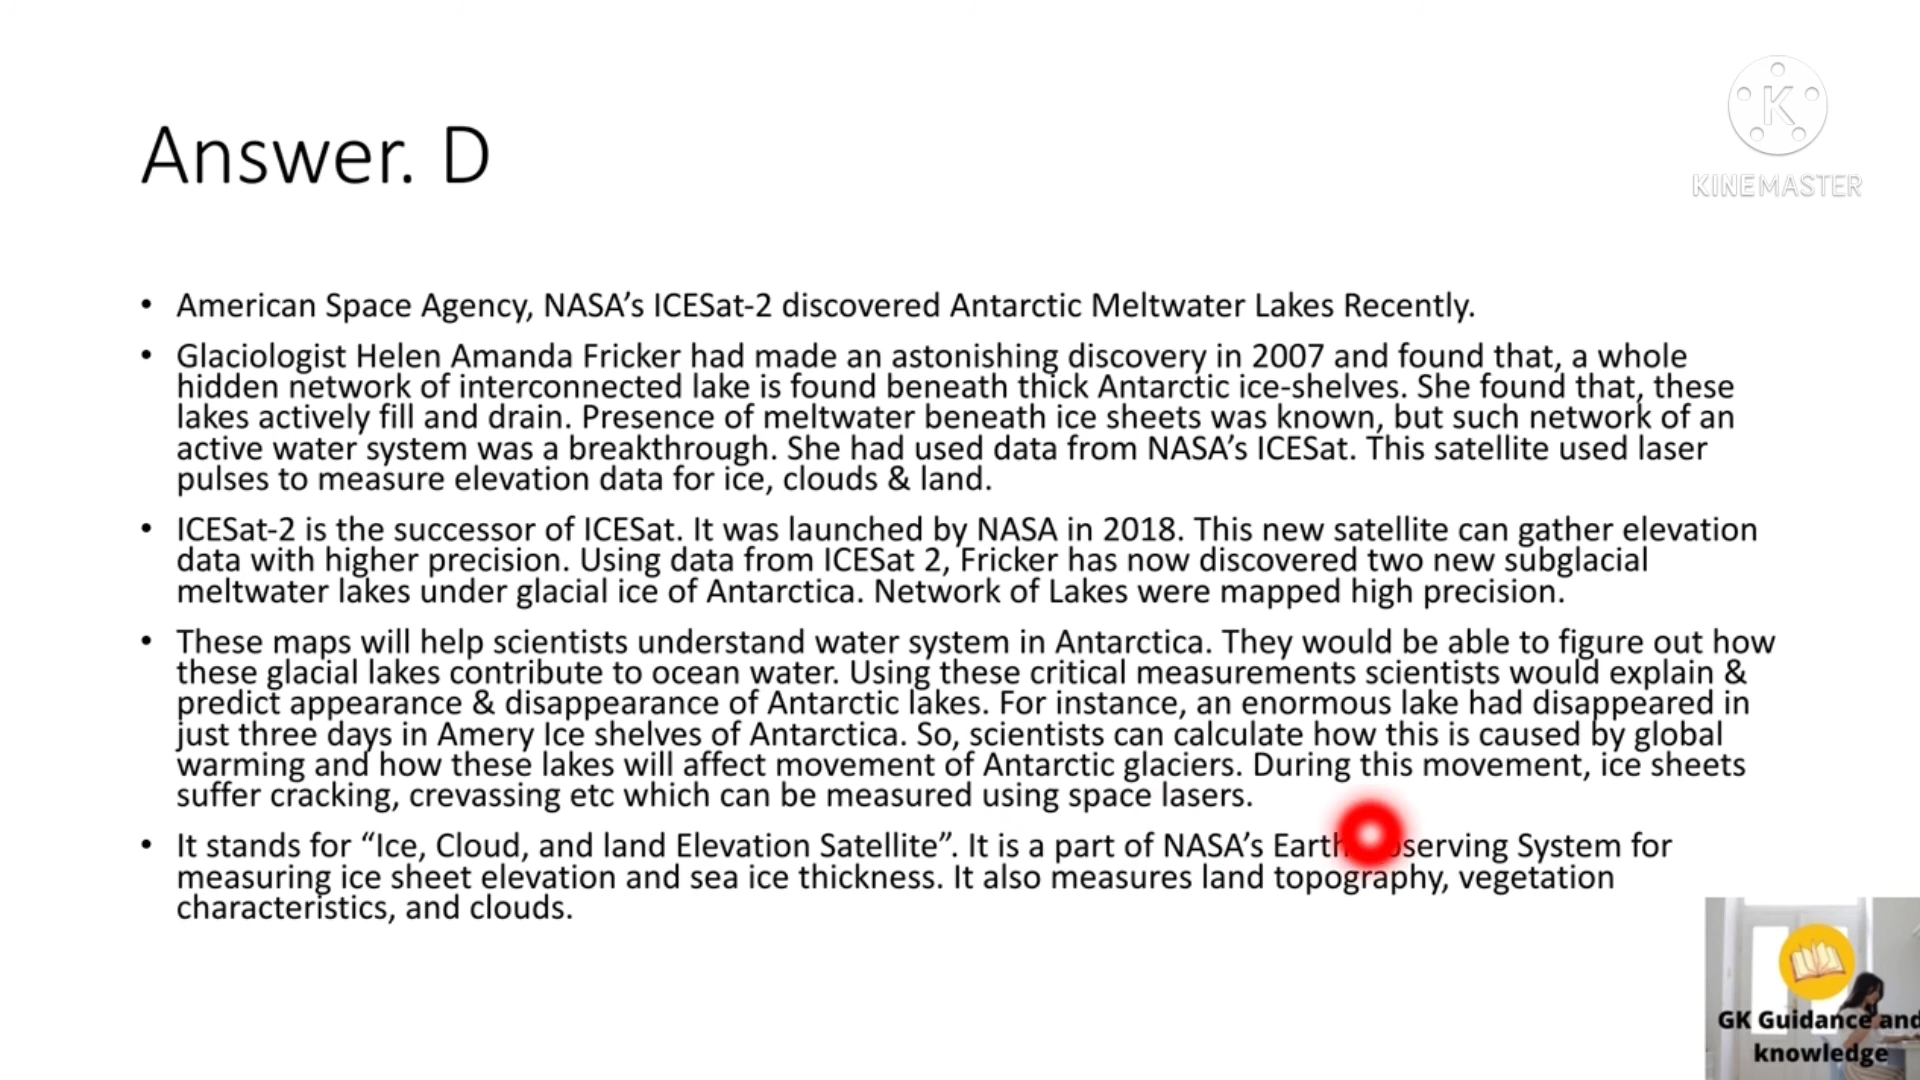 K
KINEMASTER
Answer. D
• American Space Agency, NASA’s ICESat-2 discovered Antarctic Meltwater Lakes Recently.
• Glaciologist Helen Amanda Fricker had made an astonishing discovery in 2007 and found that, a whole
hidden network of interconnected lake is found beneath thick Antarctic ice-shelves. She found that, these
lakes actively fill and drain. Presence of meltwater beneath ice sheets was known, but such network of an
active water system was a breakthrough. She had used data from NASA’s ICESat. This satellite used laser
pulses to measure elevation data for ice, clouds & land.
• ICESat-2 is the successor of ICESat. It was launched by NASA in 2018. This new satellite can gather elevation
data with higher precision. Using data from ICESat 2, Fricker has now discovered two new subglacial
meltwater lakes under glacial ice of Antarctica. Network of Lakes were mapped high precision.
• These maps will help scientists understand water system in Antarctica. They would be able to figure out how
these glacial lakes contribute to ocean water. Using these critical measurements scientists would explain &
predict appearance & disappearance of Antarctic lakes. For instance, an enormous lake had disappeared in
just three days in Amery Ice shelves of Antarctica. So, scientists can calculate how this is caused by global
warming and how these lakes will affect movement of Antarctic glaciers. During this movement, ice sheets
suffer cracking, crevassing etc which can be measured using space lasers.
• It stands for “Ice, Cloud, and land Elevation Satellite”. It is a part of NASA’s Earth serving System for
measuring ice sheet elevation and sea ice thickness. It also measures land topography, vegetation
characteristics, and clouds.
GK Guidance and
knowledge